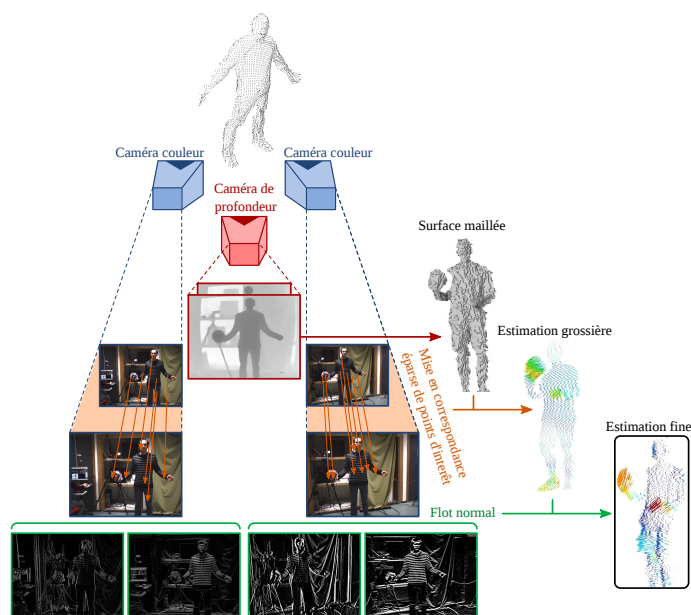 Caméra couleur
Caméra couleur
Caméra de
profondeur
Surface maillée
Estimation grossière
Mise en correspondance
éparse de points d'interêt
Estimation fine
Flot normal